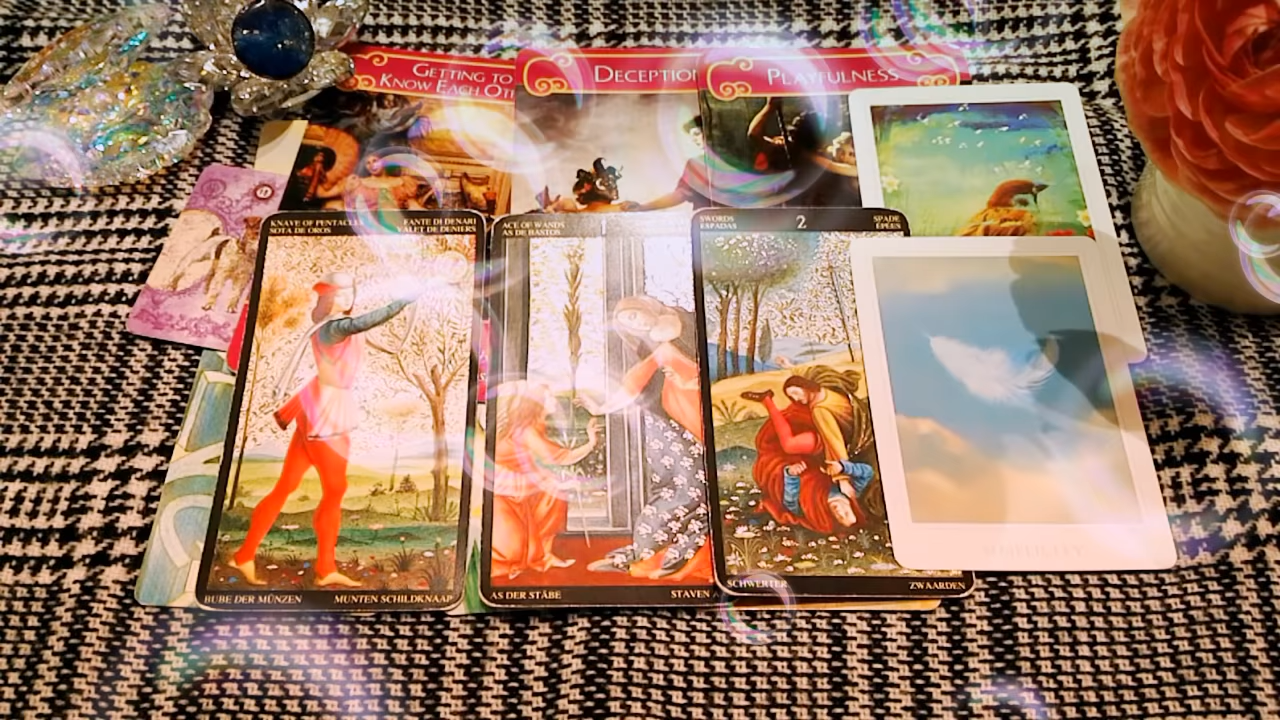 GETTING TO
KNOW EACH
DECEPTION
PLAYFULNESS
KNAVE OF PENTACLES
SOTA DE OROS
FANTE DI DENARI
VALET DE DENIERS
ACE OF WANDS
AS DE BASTOS
SWORDS
ESPADAS
2
SPADE
ÉPÉES
BUBE DER MÜNZEN
MUNTEN SCHILDKNAAP
AS DER STÄBE
STAVEN
SCHWERTER
ZWAARDEN